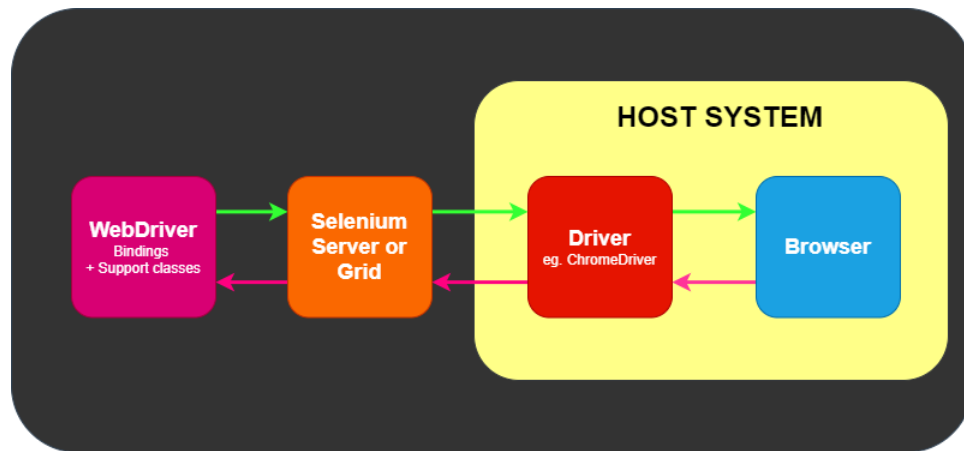 HOST SYSTEM
WebDriver
Bindings
+ Support classes
Selenium
Server or
Grid
Driver
eg. ChromeDriver
Browser